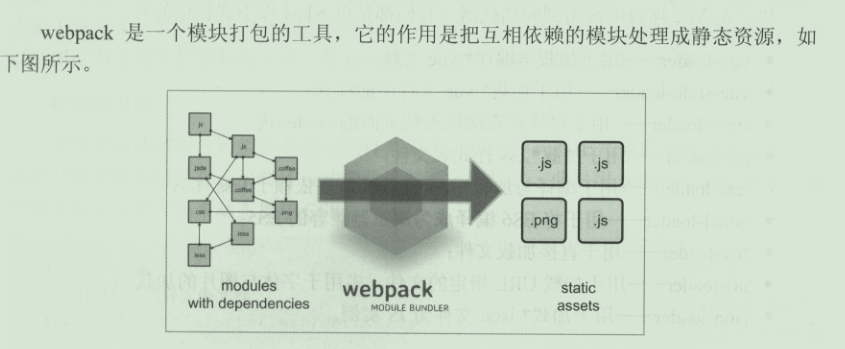 webpack 是一个模块打包的工具，它的作用是把互相依赖的模块处理成静态资源，如
下图所示。
.js
.js
.jade
.coffee
.coffee
.css
.png
.less
.less
modules
with dependencies
webpack
MODULE BUNDLER
.js
.js
.png
.js
static
assets